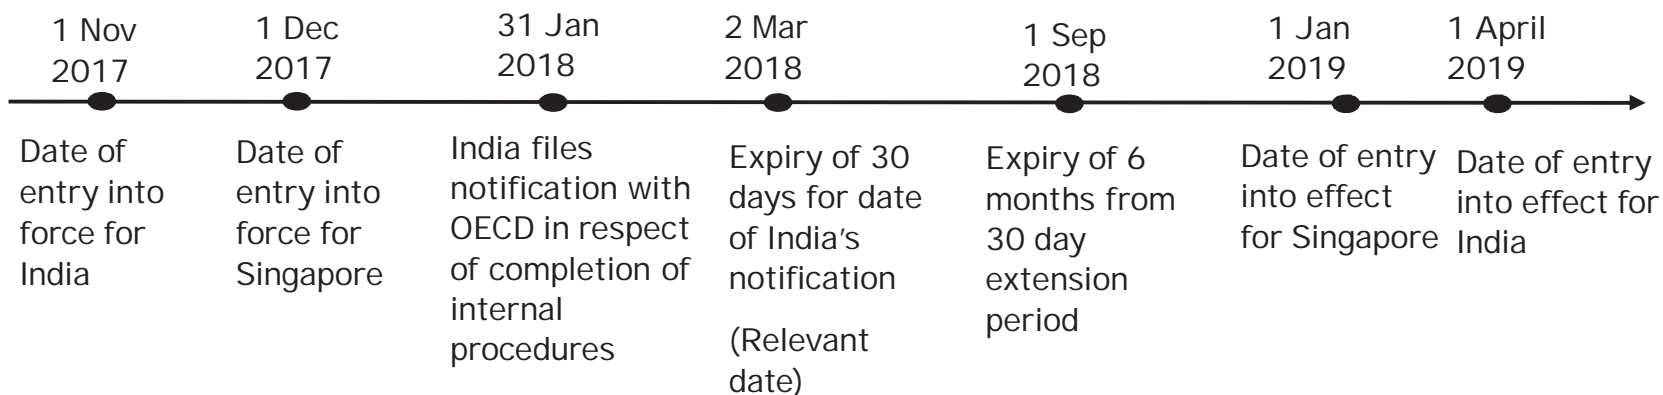 1 Nov
2017
1 Dec
2017
31 Jan
2018
2 Mar
2018
1 Sep
2018
1 Jan
2019
1 April
2019
Date of
entry into
force for
India
Date of
entry into
force for
Singapore
India files
notification with
OECD in respect
of completion of
internal
procedures
Expiry of 30
days for date
of India's
notification
(Relevant
date)
Expiry of 6
months from
30 day
extension
period
Date of entry
into effect
for Singapore
Date of entry
into effect for
India